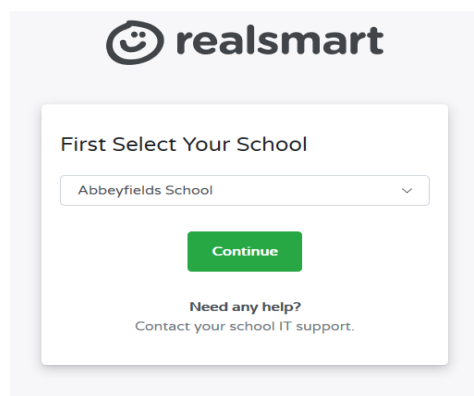 realsmart
First Select Your School
Abbeyfields School
Continue
Need any help?
Contact your school IT support.